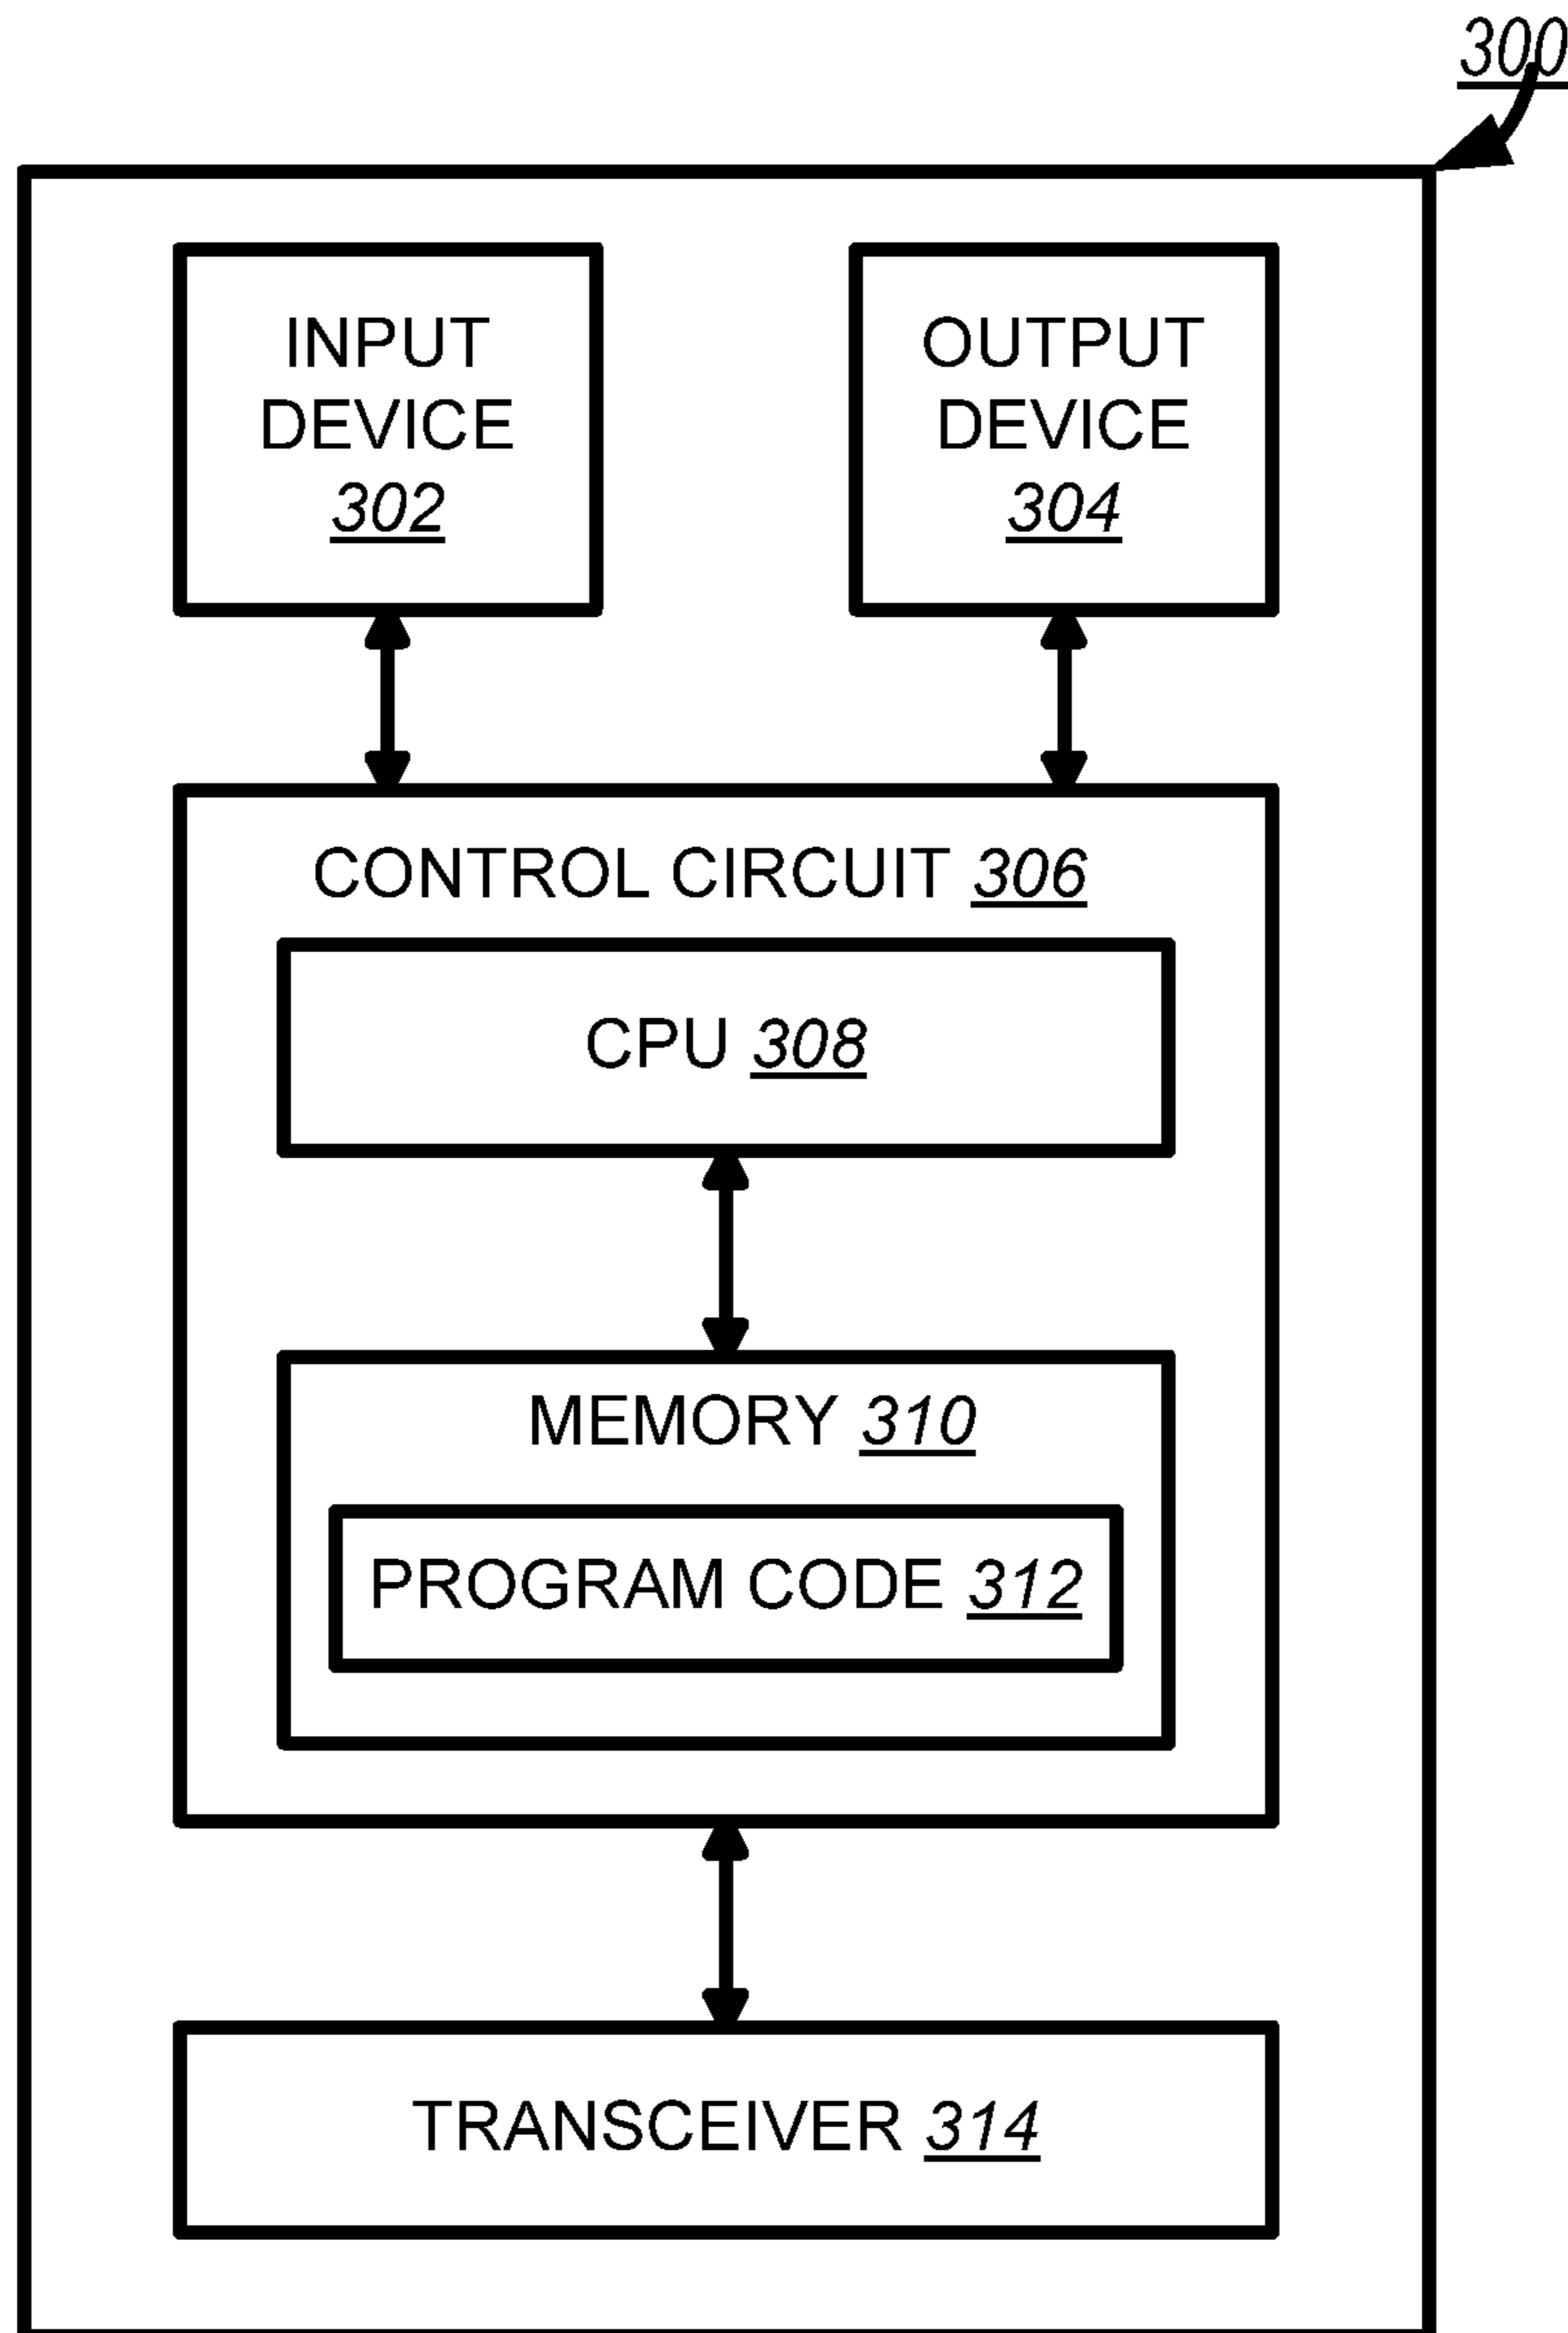 300
INPUT
DEVICE
302
OUTPUT
DEVICE
304
CONTROL CIRCUIT 306
CPU 308
MEMORY 310
PROGRAM CODE 312
TRANSCEIVER 314